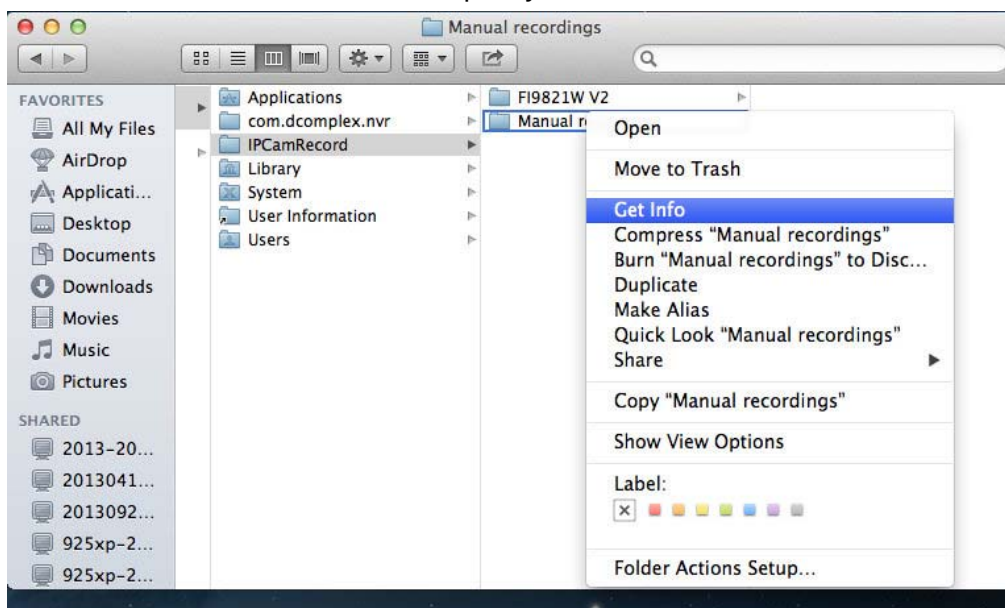 Manual recordings
FAVORITES
All My Files
AirDrop
Applicati...
Desktop
Documents
Downloads
Movies
Music
Pictures
SHARED
2013-20...
2013041...
2013092...
925xp-2...
925xp-2...
Applications
com.dcomplex.nvr
IPCamRecord
Library
System
User Information
Users
FI9821W V2
Manual r
Open
Move to Trash
Get Info
Compress “Manual recordings”
Burn “Manual recordings” to Disc...
Duplicate
Make Alias
Quick Look “Manual recordings”
Share
Copy “Manual recordings”
Show View Options
Label:
Folder Actions Setup...